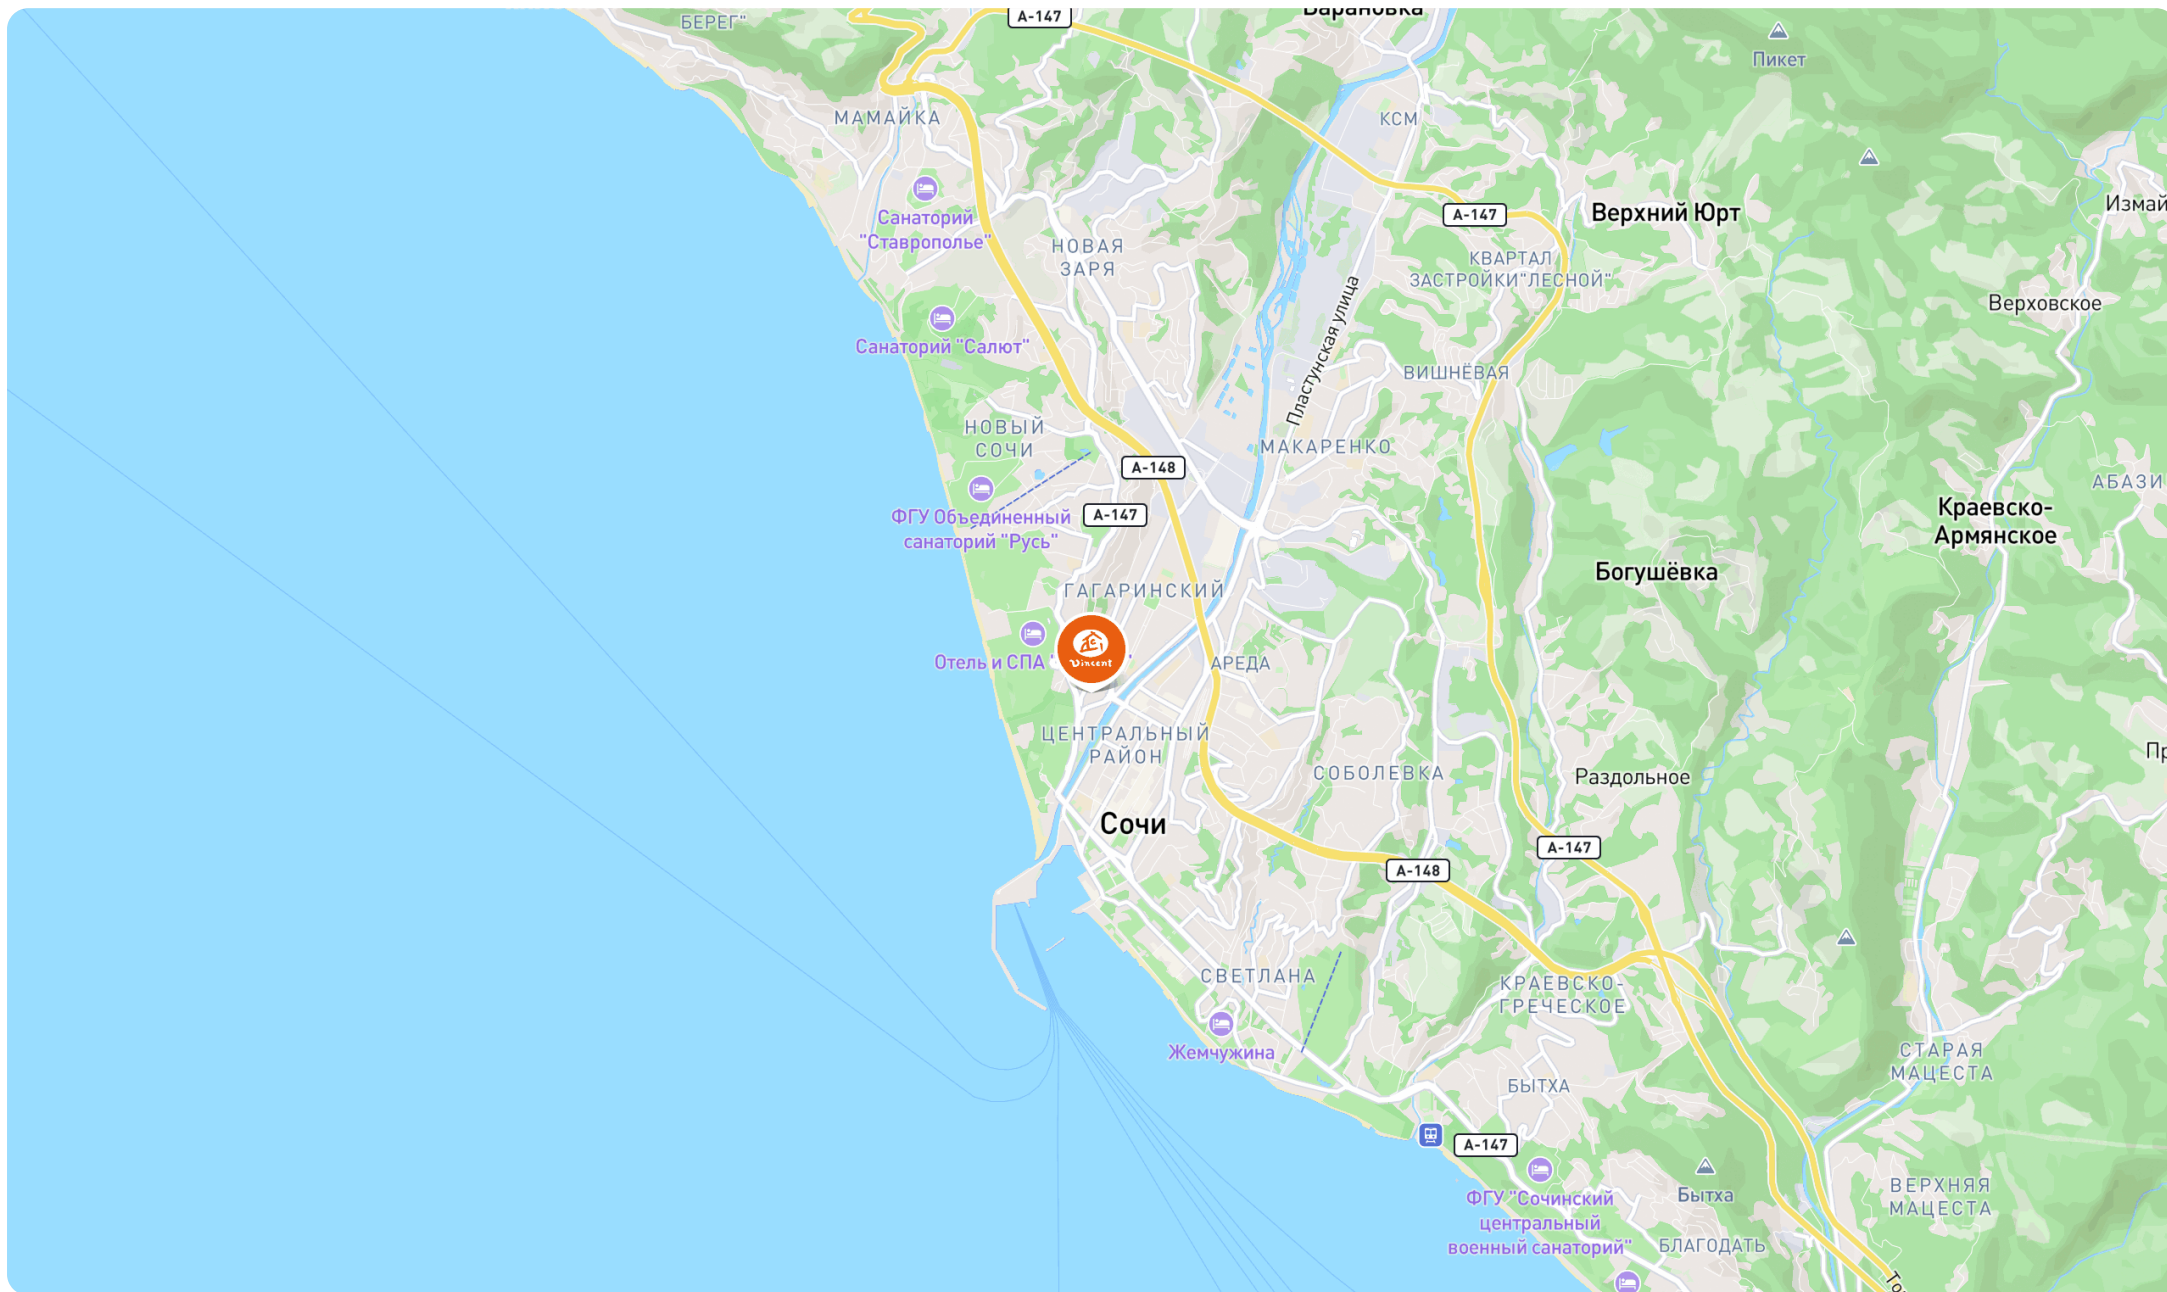 БЕРЕГ"
А-147
Барановка
Пикет
МАМАЙКА
КСМ
Санаторий
"Ставрополье"
НОВАЯ
ЗАРЯ
А-147
Верхний Юрт
КВАРТАЛ
ЗАСТРОЙКИ"ЛЕСНОЙ"
Верховское
Санаторий "Салют"
Пластунская улица
ВИШНЁВАЯ
НОВЫЙ
СОЧИ
МАКАРЕНКО
А-148
АБАЗИ
ФГУ Объединенный
санаторий "Русь"
А-147
Краевско-
Армянское
ГАГАРИНСКИЙ
Богушёвка
Vincent
Отель и СПА "
АРЕДА
ЦЕНТРАЛЬНЫЙ
РАЙОН
СОБОЛЕВКА
Раздольное
Пр
Измай
Сочи
А-148
А-147
СВЕТЛАНА
КРАЕВСКО-
ГРЕЧЕСКОЕ
Жемчужина
СТАРАЯ
МАЦЕСТА
БЫТХА
А-147
ФГУ "Сочинский
центральный
военный санаторий"
Бытха
ВЕРХНЯЯ
МАЦЕСТА
БЛАГОДАТЬ